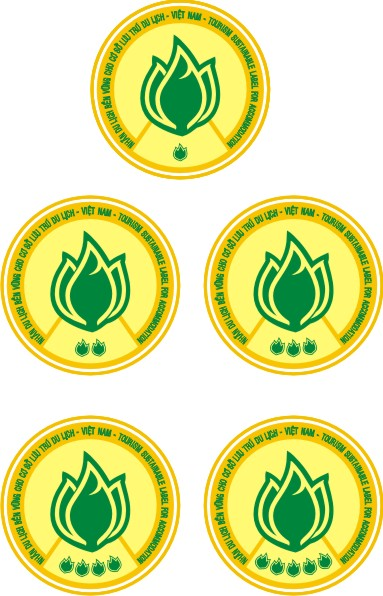 NHÃN DU LỊCH BỀN VỮNG CHO CƠ SỞ LƯU TRÚ DU LỊCH - VIỆT NAM - TOURISM SUSTAINABLE LABEL FOR ACCOMMODATION
NHÃN DU LỊCH BỀN VỮNG CHO CƠ SỞ LƯU TRÚ DU LỊCH - VIỆT NAM - TOURISM SUSTAINABLE LABEL FOR ACCOMMODATION
NHÃN DU LỊCH BỀN VỮNG CHO CƠ SỞ LƯU TRÚ DU LỊCH - VIỆT NAM - TOURISM SUSTAINABLE LABEL FOR ACCOMMODATION
NHÃN DU LỊCH BỀN VỮNG CHO CƠ SỞ LƯU TRÚ DU LỊCH - VIỆT NAM - TOURISM SUSTAINABLE LABEL FOR ACCOMMODATION
NHÃN DU LỊCH BỀN VỮNG CHO CƠ SỞ LƯU TRÚ DU LỊCH - VIỆT NAM - TOURISM SUSTAINABLE LABEL FOR ACCOMMODATION